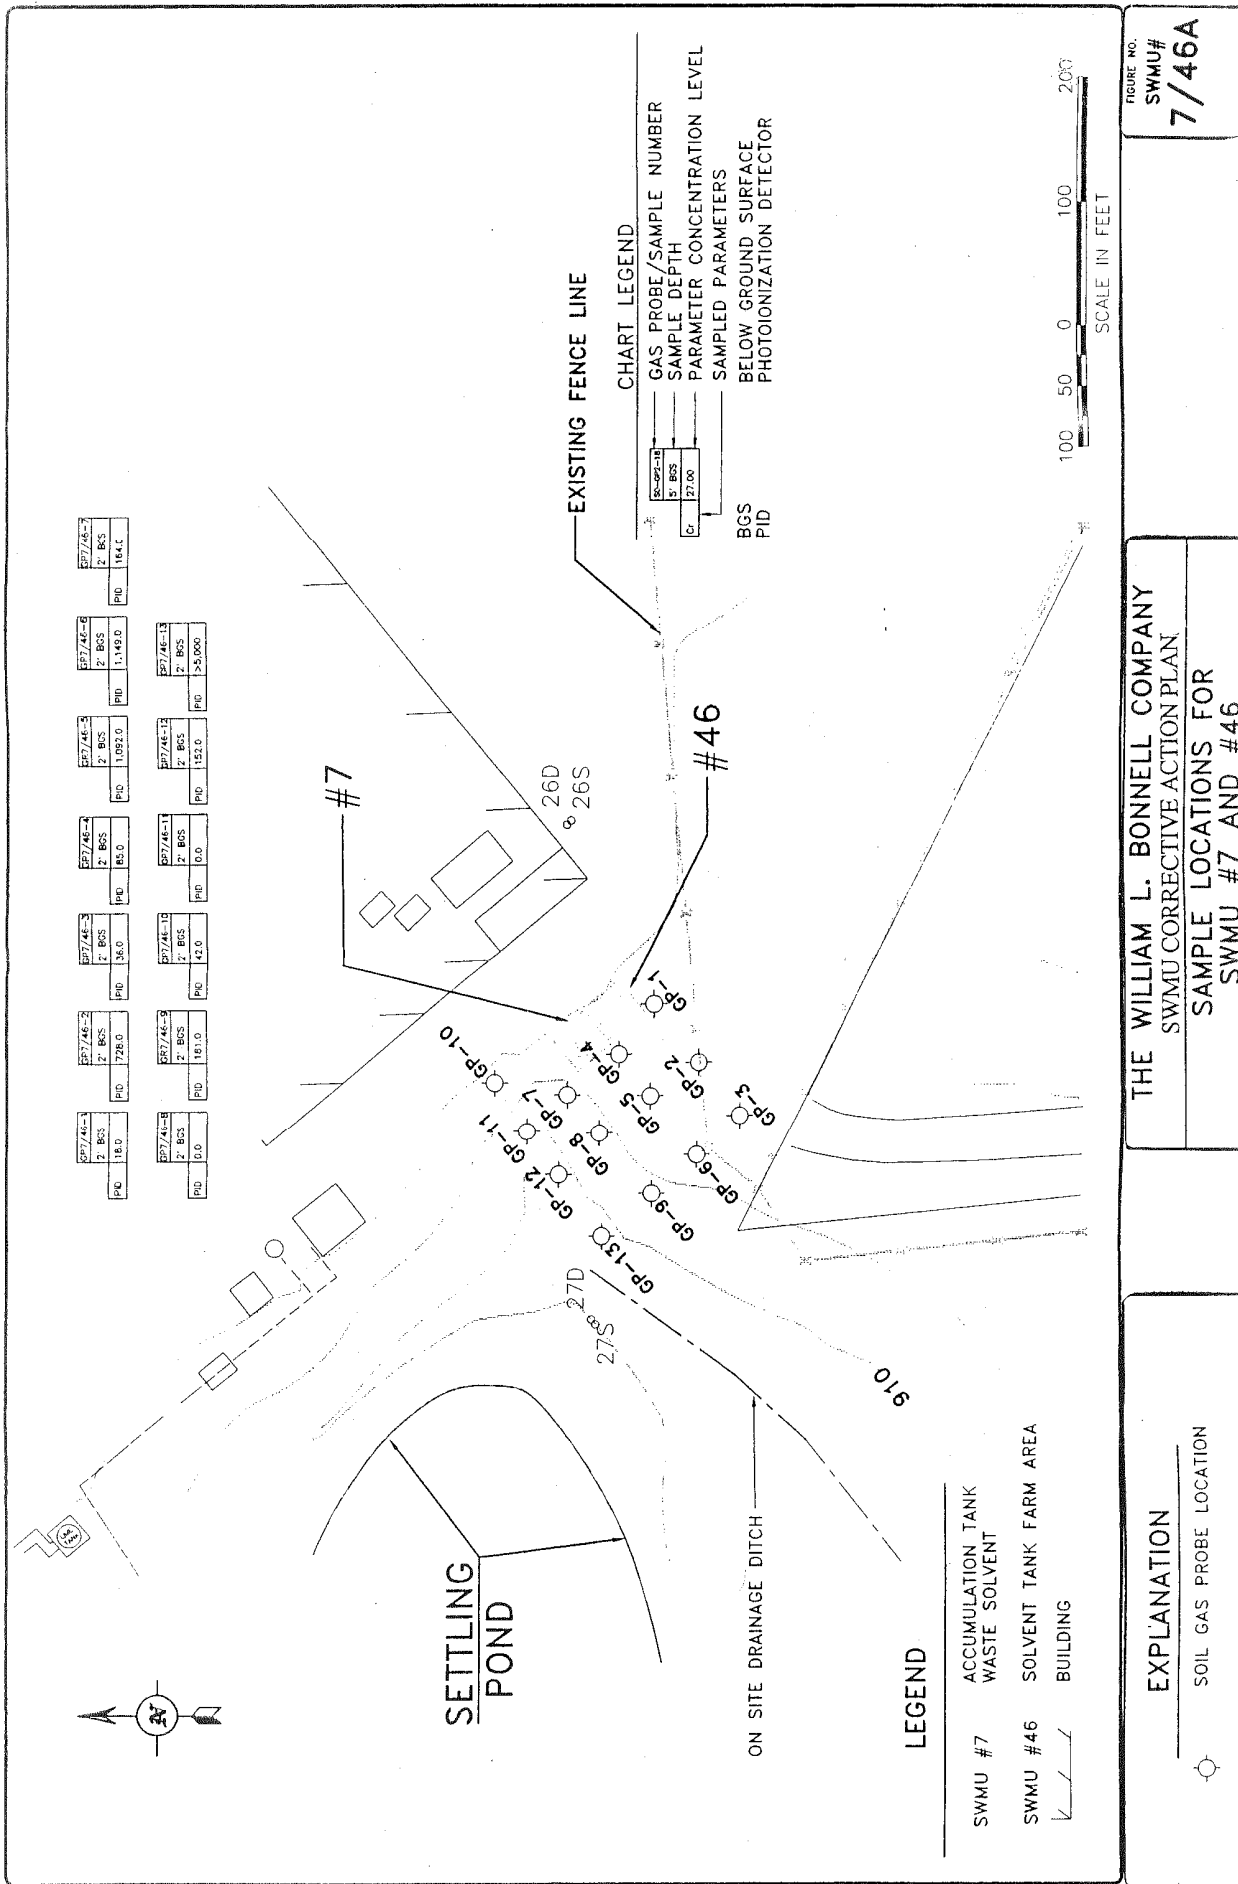 GP7/46-1
2' BGS
PID 18.0
GP7/46-2
2' BGS
PID 728.0
GP7/46-3
2' BGS
PID 36.0
GP7/46-4
2' BGS
PID 85.0
GP7/46-5
2' BGS
PID 1,092.0
GP7/46-6
2' BGS
PID 1,149.0
GP7/46-7
2' BGS
PID 164.0
GP7/46-8
2' BGS
PID 0.0
GR7/46-9
2' BGS
PID 181.0
GP7/46-10
2' BGS
PID 42.0
GP7/46-11
2' BGS
PID 0.0
GP7/46-12
2' BGS
PID 152.0
GP7/46-13
2' BGS
PID >5,000
N
#7
26D
26S
EXISTING FENCE LINE
#46
GP-10
GP-11
GP-7
GP-4
GP-1
GP-12
GP-8
GP-5
GP-2
GP-13
GP-9
GP-6
GP-3
27D
27S
SETTLING
POND
910
ON SITE DRAINAGE DITCH
CHART LEGEND
SO-GP2-18
5' BGS
Cr 27.00
GAS PROBE/SAMPLE NUMBER
SAMPLE DEPTH
PARAMETER CONCENTRATION LEVEL
SAMPLED PARAMETERS
BGS BELOW GROUND SURFACE
PID PHOTOIONIZATION DETECTOR
100 50 0 100 200
SCALE IN FEET
LEGEND
SWMU #7 ACCUMULATION TANK
WASTE SOLVENT
SWMU #46 SOLVENT TANK FARM AREA
BUILDING
EXPLANATION
SOIL GAS PROBE LOCATION
THE WILLIAM L. BONNELL COMPANY
SWMU CORRECTIVE ACTION PLAN
SAMPLE LOCATIONS FOR
SWMU #7 AND #46
FIGURE NO.
SWMU#
7/46A